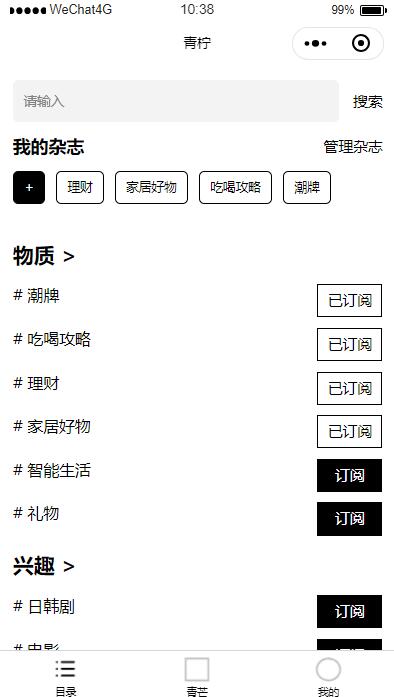 WeChat4G 10:38 99%
青柠
请输入 搜索
我的杂志 管理杂志
+ 理财 家居好物 吃喝攻略 潮牌
物质 >
# 潮牌 已订阅
# 吃喝攻略 已订阅
# 理财 已订阅
# 家居好物 已订阅
# 智能生活 订阅
# 礼物 订阅
兴趣 >
# 日韩剧 订阅
# 电影 订阅
目录 青芒 我的